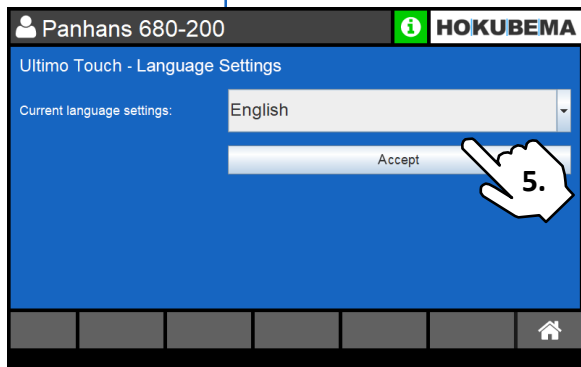 Panhans 680-200
i HOKUBEMA
Ultimo Touch - Language Settings
Current language settings: English
Accept
5.